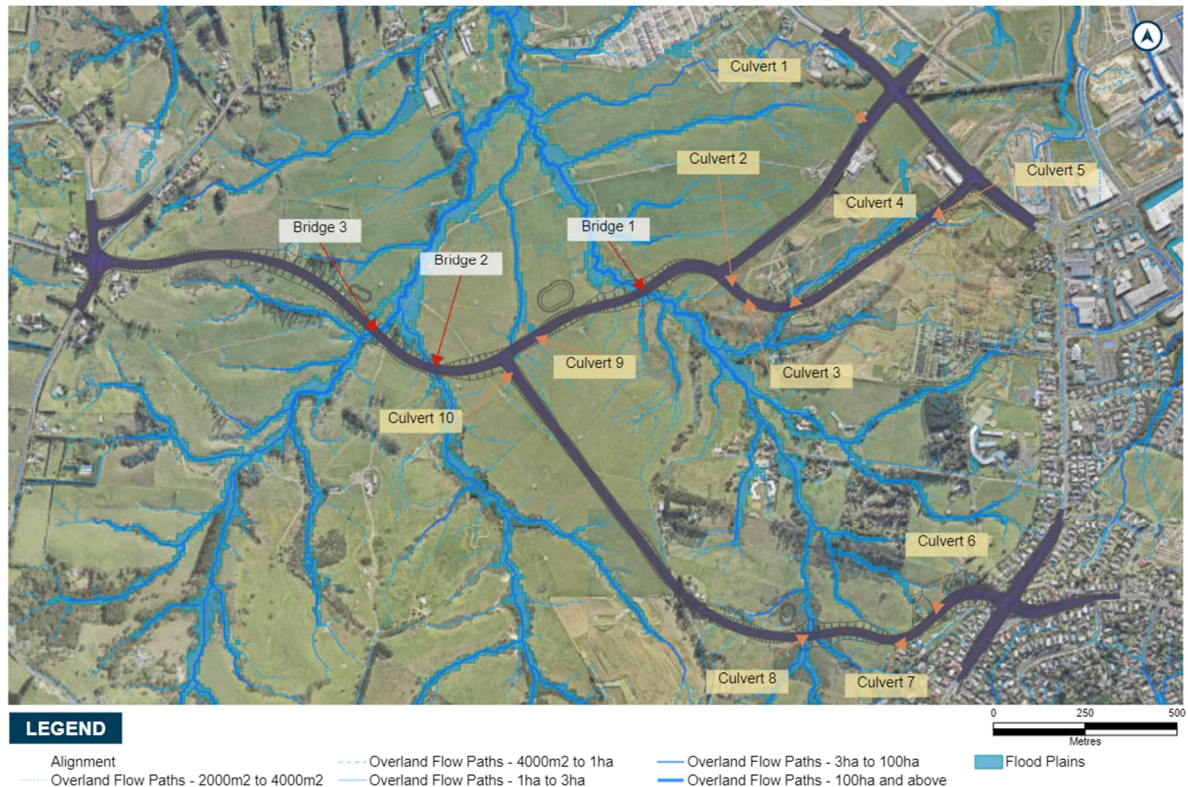 Culvert 1
Culvert 2
Culvert 5
Culvert 4
Bridge 3
Bridge 1
Bridge 2
Culvert 9
Culvert 3
Culvert 10
Culvert 6
Culvert 8
Culvert 7
LEGEND
0 250 500
Metres
Alignment
Overland Flow Paths - 4000m2 to 1ha
Overland Flow Paths - 3ha to 100ha
Flood Plains
Overland Flow Paths - 2000m2 to 4000m2
Overland Flow Paths - 1ha to 3ha
Overland Flow Paths - 100ha and above